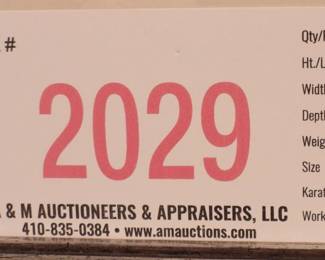 #
2029
& M AUCTIONEERS & APPRAISERS, LLC
410-835-0384 • www.amauctions.com
Qty/
Ht./L
Width
Depth
Weig
Size
Karat
Work